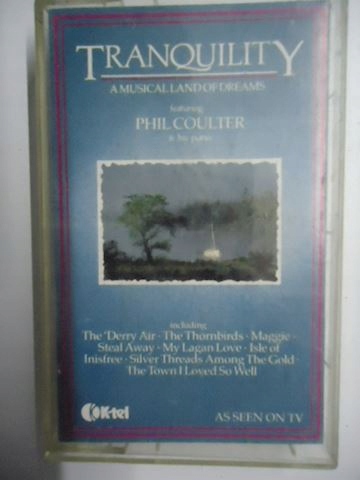 TRANQUILITY
A MUSICAL LAND OF DREAMS
featuring
PHIL COULTER
& his piano
including
The 'Derry Air · The Thornbirds · Maggie ·
Steal Away · My Lagan Love · Isle of
Inisfree · Silver Threads Among The Gold ·
The Town I Loved So Well
K-tel
AS SEEN ON TV